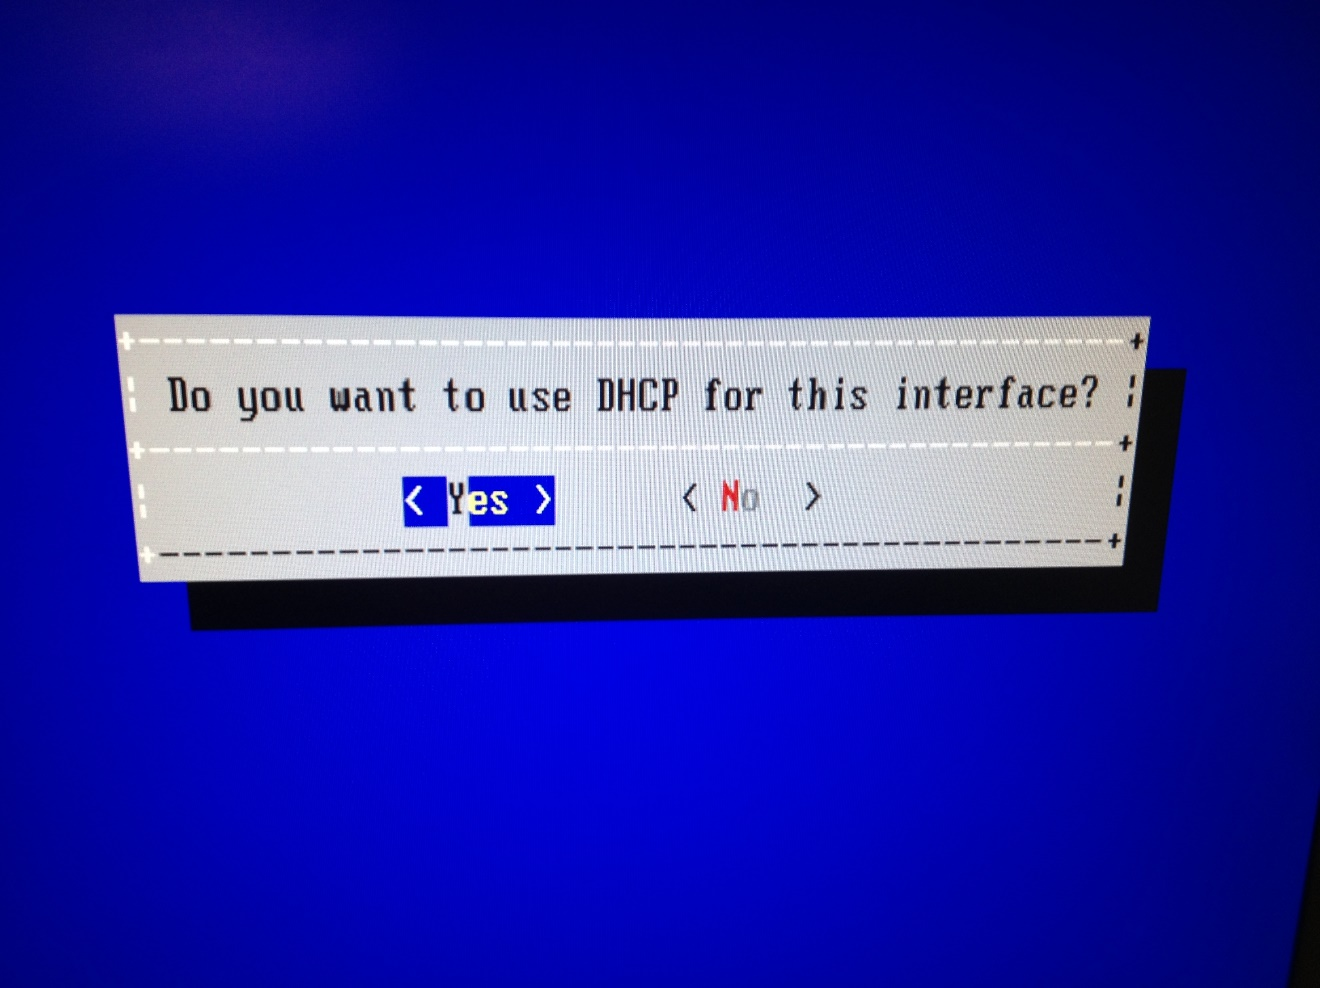 Do you want to use DHCP for this interface?
< Yes > < No >